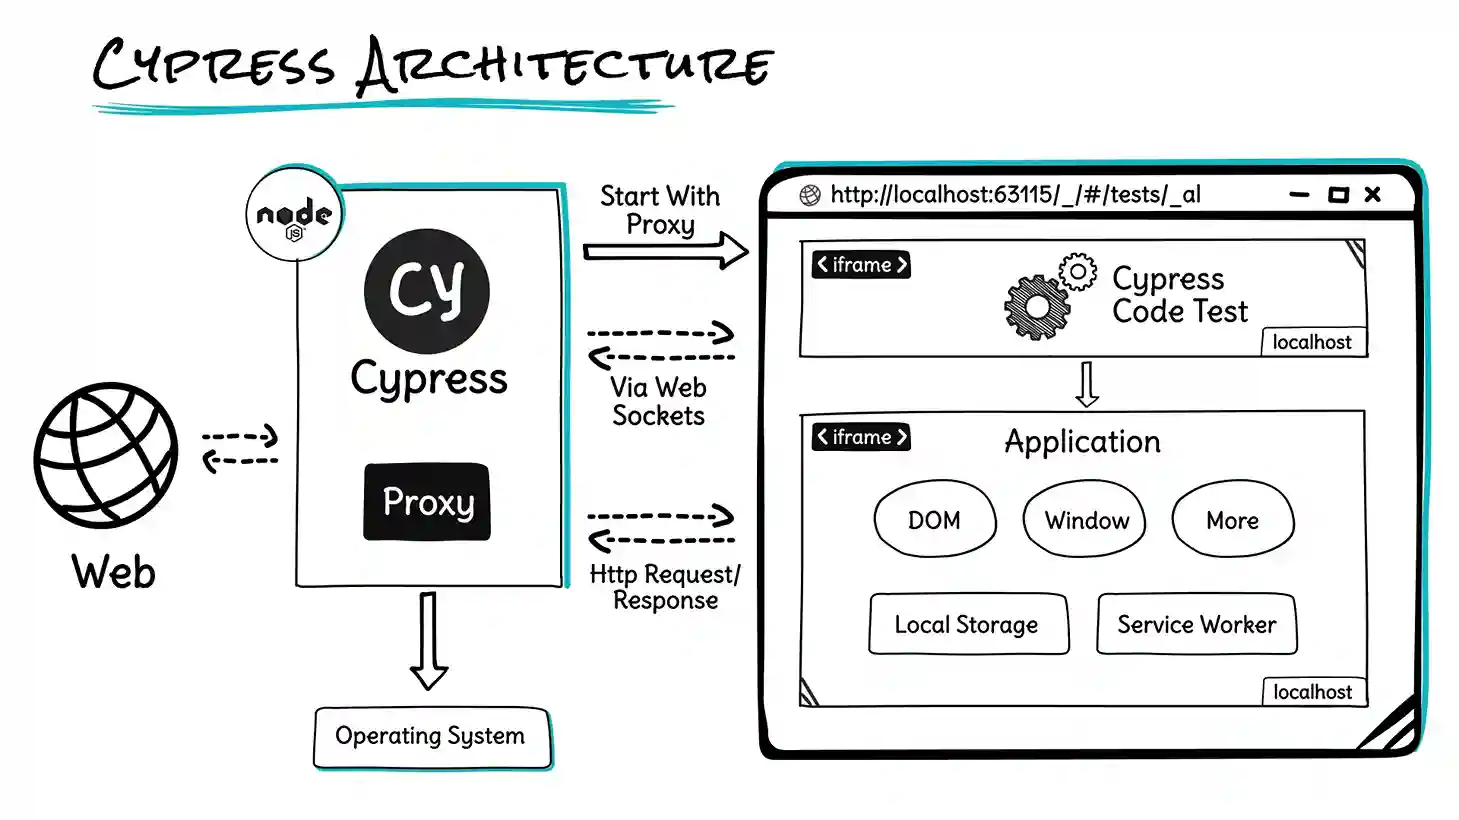 CYPRESS ARCHITECTURE
node
JS
Cy
Cypress
Proxy
Web
Operating System
Start With
Proxy
Via Web
Sockets
Http Request/
Response
http://localhost:63115/_/#/tests/_al
<iframe>
Cypress
Code Test
localhost
<iframe>
Application
DOM
Window
More
Local Storage
Service Worker
localhost